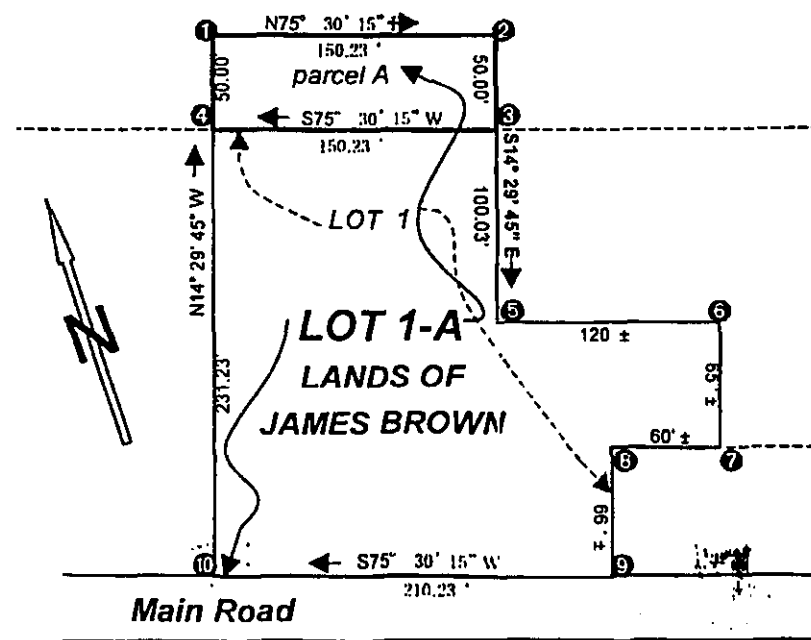 1
N75° 30' 15" E
2
150.23 '
parcel A
50.00'
50.00'
4
S75° 30' 15" W
3
150.23
LOT 1
N14° 29' 45" W
S14° 29' 45" E
100.03'
N
5
6
120 ±
LOT 1-A
LANDS OF
JAMES BROWN
231.23'
60' ±
8
7
66' ±
10
S75° 30' 15" W
9
210.23 '
Main Road